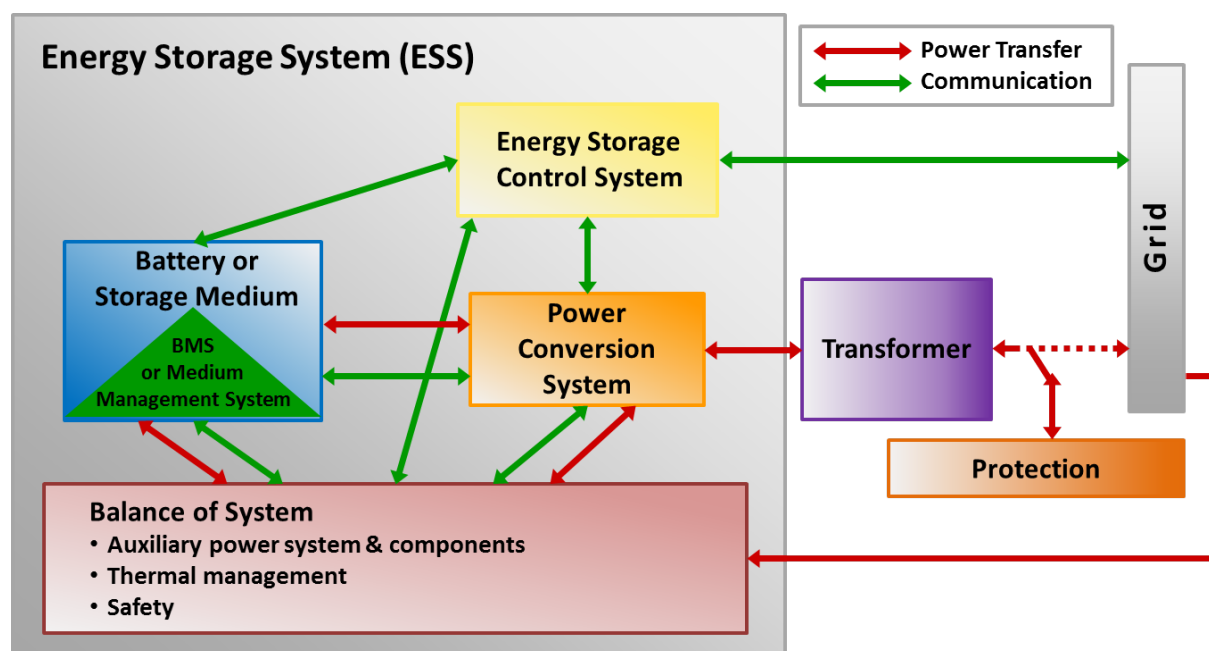 Energy Storage System (ESS)
Power Transfer
Communication
Energy Storage
Control System
Grid
Battery or
Storage Medium
BMS
or Medium
Management System
Power
Conversion
System
Transformer
Protection
Balance of System
• Auxiliary power system & components
• Thermal management
• Safety